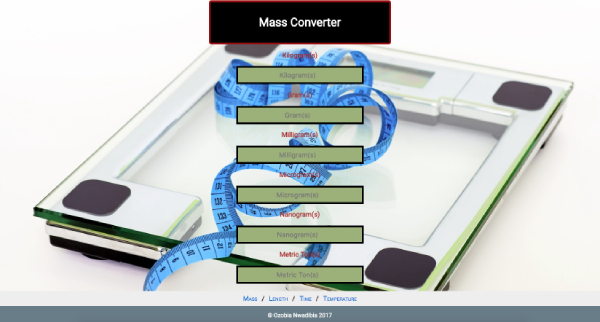 Mass Converter
Kilogram(s)
Kilogram(s)
Gram(s)
Gram(s)
Milligram(s)
Milligram(s)
Microgram(s)
Microgram(s)
Nanogram(s)
Nanogram(s)
Metric Ton(s)
Metric Ton(s)
Mass / Length / Time / Temperature
© Ozobia Nwadibia 2017